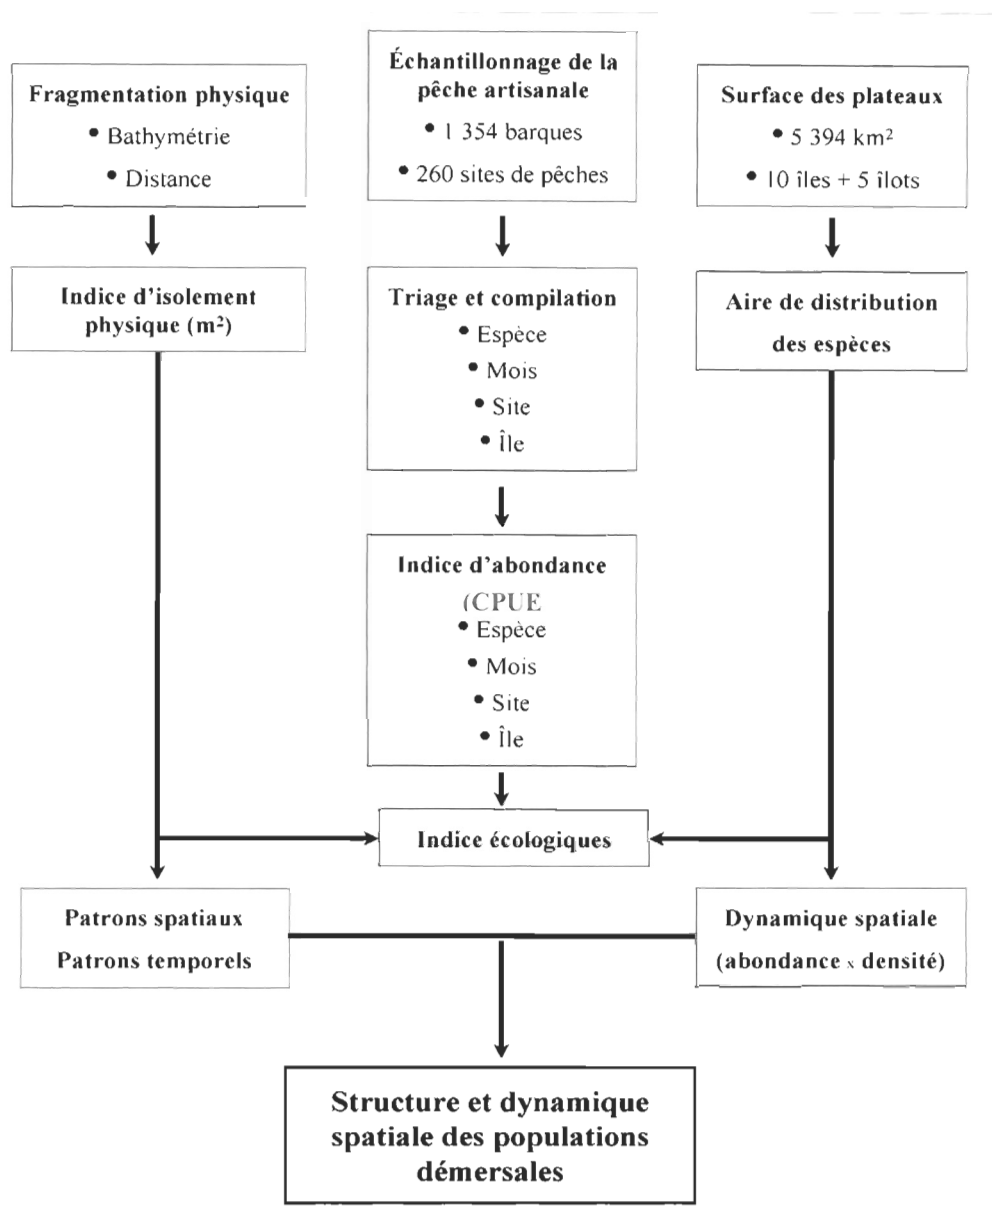 Fragmentation physique
• Bathymétrie
• Distance
Échantillonnage de la
pêche artisanale
• 1 354 barques
• 260 sites de pêches
Surface des plateaux
• 5 394 km²
• 10 îles + 5 îlots
Indice d'isolement
physique (m²)
Triage et compilation
• Espèce
• Mois
• Site
• Île
Aire de distribution
des espèces
Indice d'abondance
(CPUE
• Espèce
• Mois
• Site
• Île
Indice écologiques
Patrons spatiaux
Patrons temporels
Dynamique spatiale
(abondance x densité)
Structure et dynamique
spatiale des populations
démersales